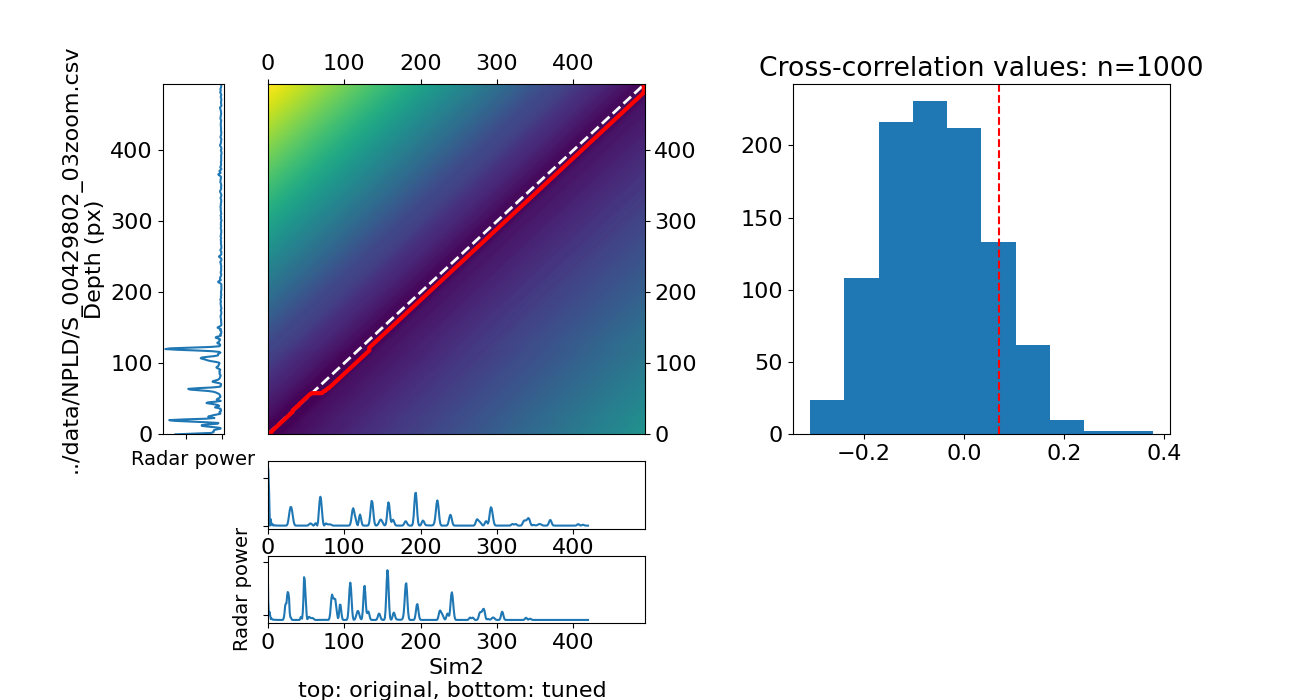 0 100 200 300 400
Cross-correlation values: n=1000
../data/NPLD/S_00429802_03zoom.csv
Depth (px)
400
300
200
100
0
400
300
200
100
0
200
150
100
50
0
−0.2 0.0 0.2 0.4
Radar power
0 100 200 300 400
Radar power
0 100 200 300 400
Sim2
top: original, bottom: tuned